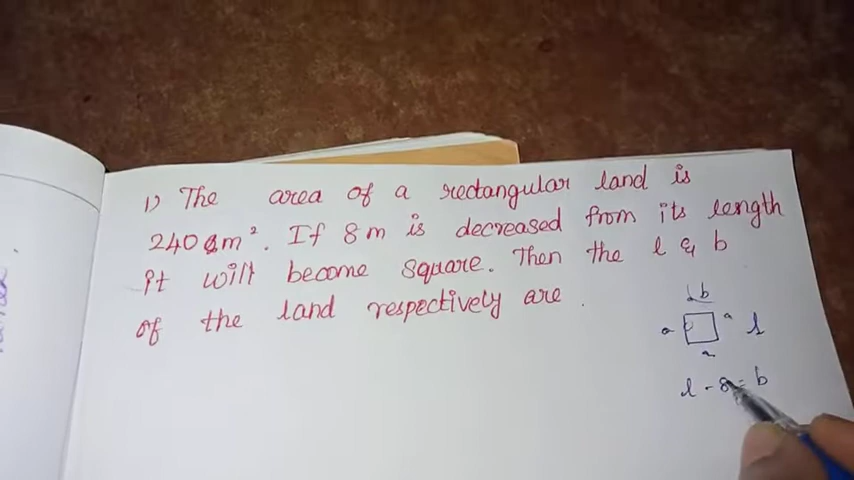 1) The area of a rectangular land is
240 m². If 8m is decreased from its length
it will become square. Then the l & b
of the land respectively are .
b
a a l
a
l - 8 = b